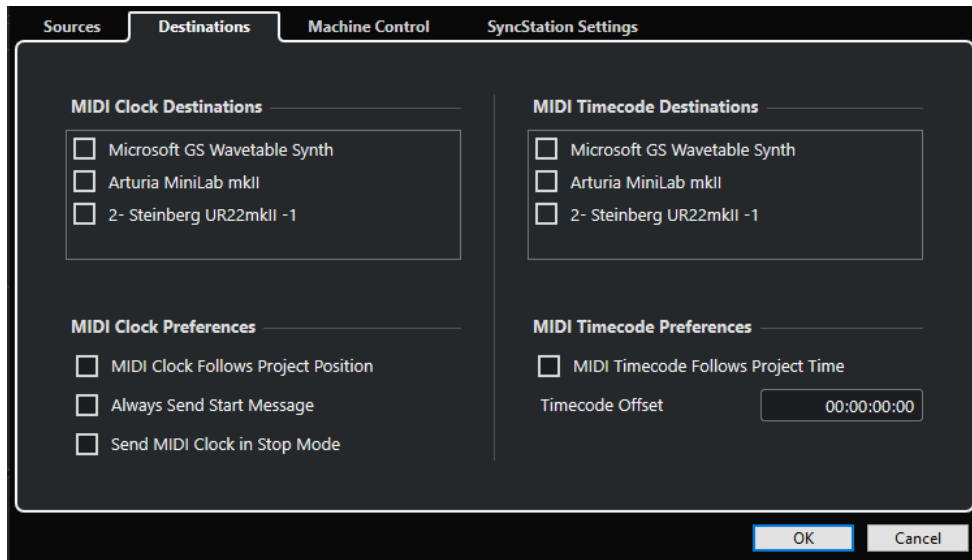 Sources Destinations Machine Control SyncStation Settings
MIDI Clock Destinations
Microsoft GS Wavetable Synth
Arturia MiniLab mkII
2- Steinberg UR22mkII -1
MIDI Timecode Destinations
Microsoft GS Wavetable Synth
Arturia MiniLab mkII
2- Steinberg UR22mkII -1
MIDI Clock Preferences
MIDI Clock Follows Project Position
Always Send Start Message
Send MIDI Clock in Stop Mode
MIDI Timecode Preferences
MIDI Timecode Follows Project Time
Timecode Offset 00:00:00:00
OK Cancel